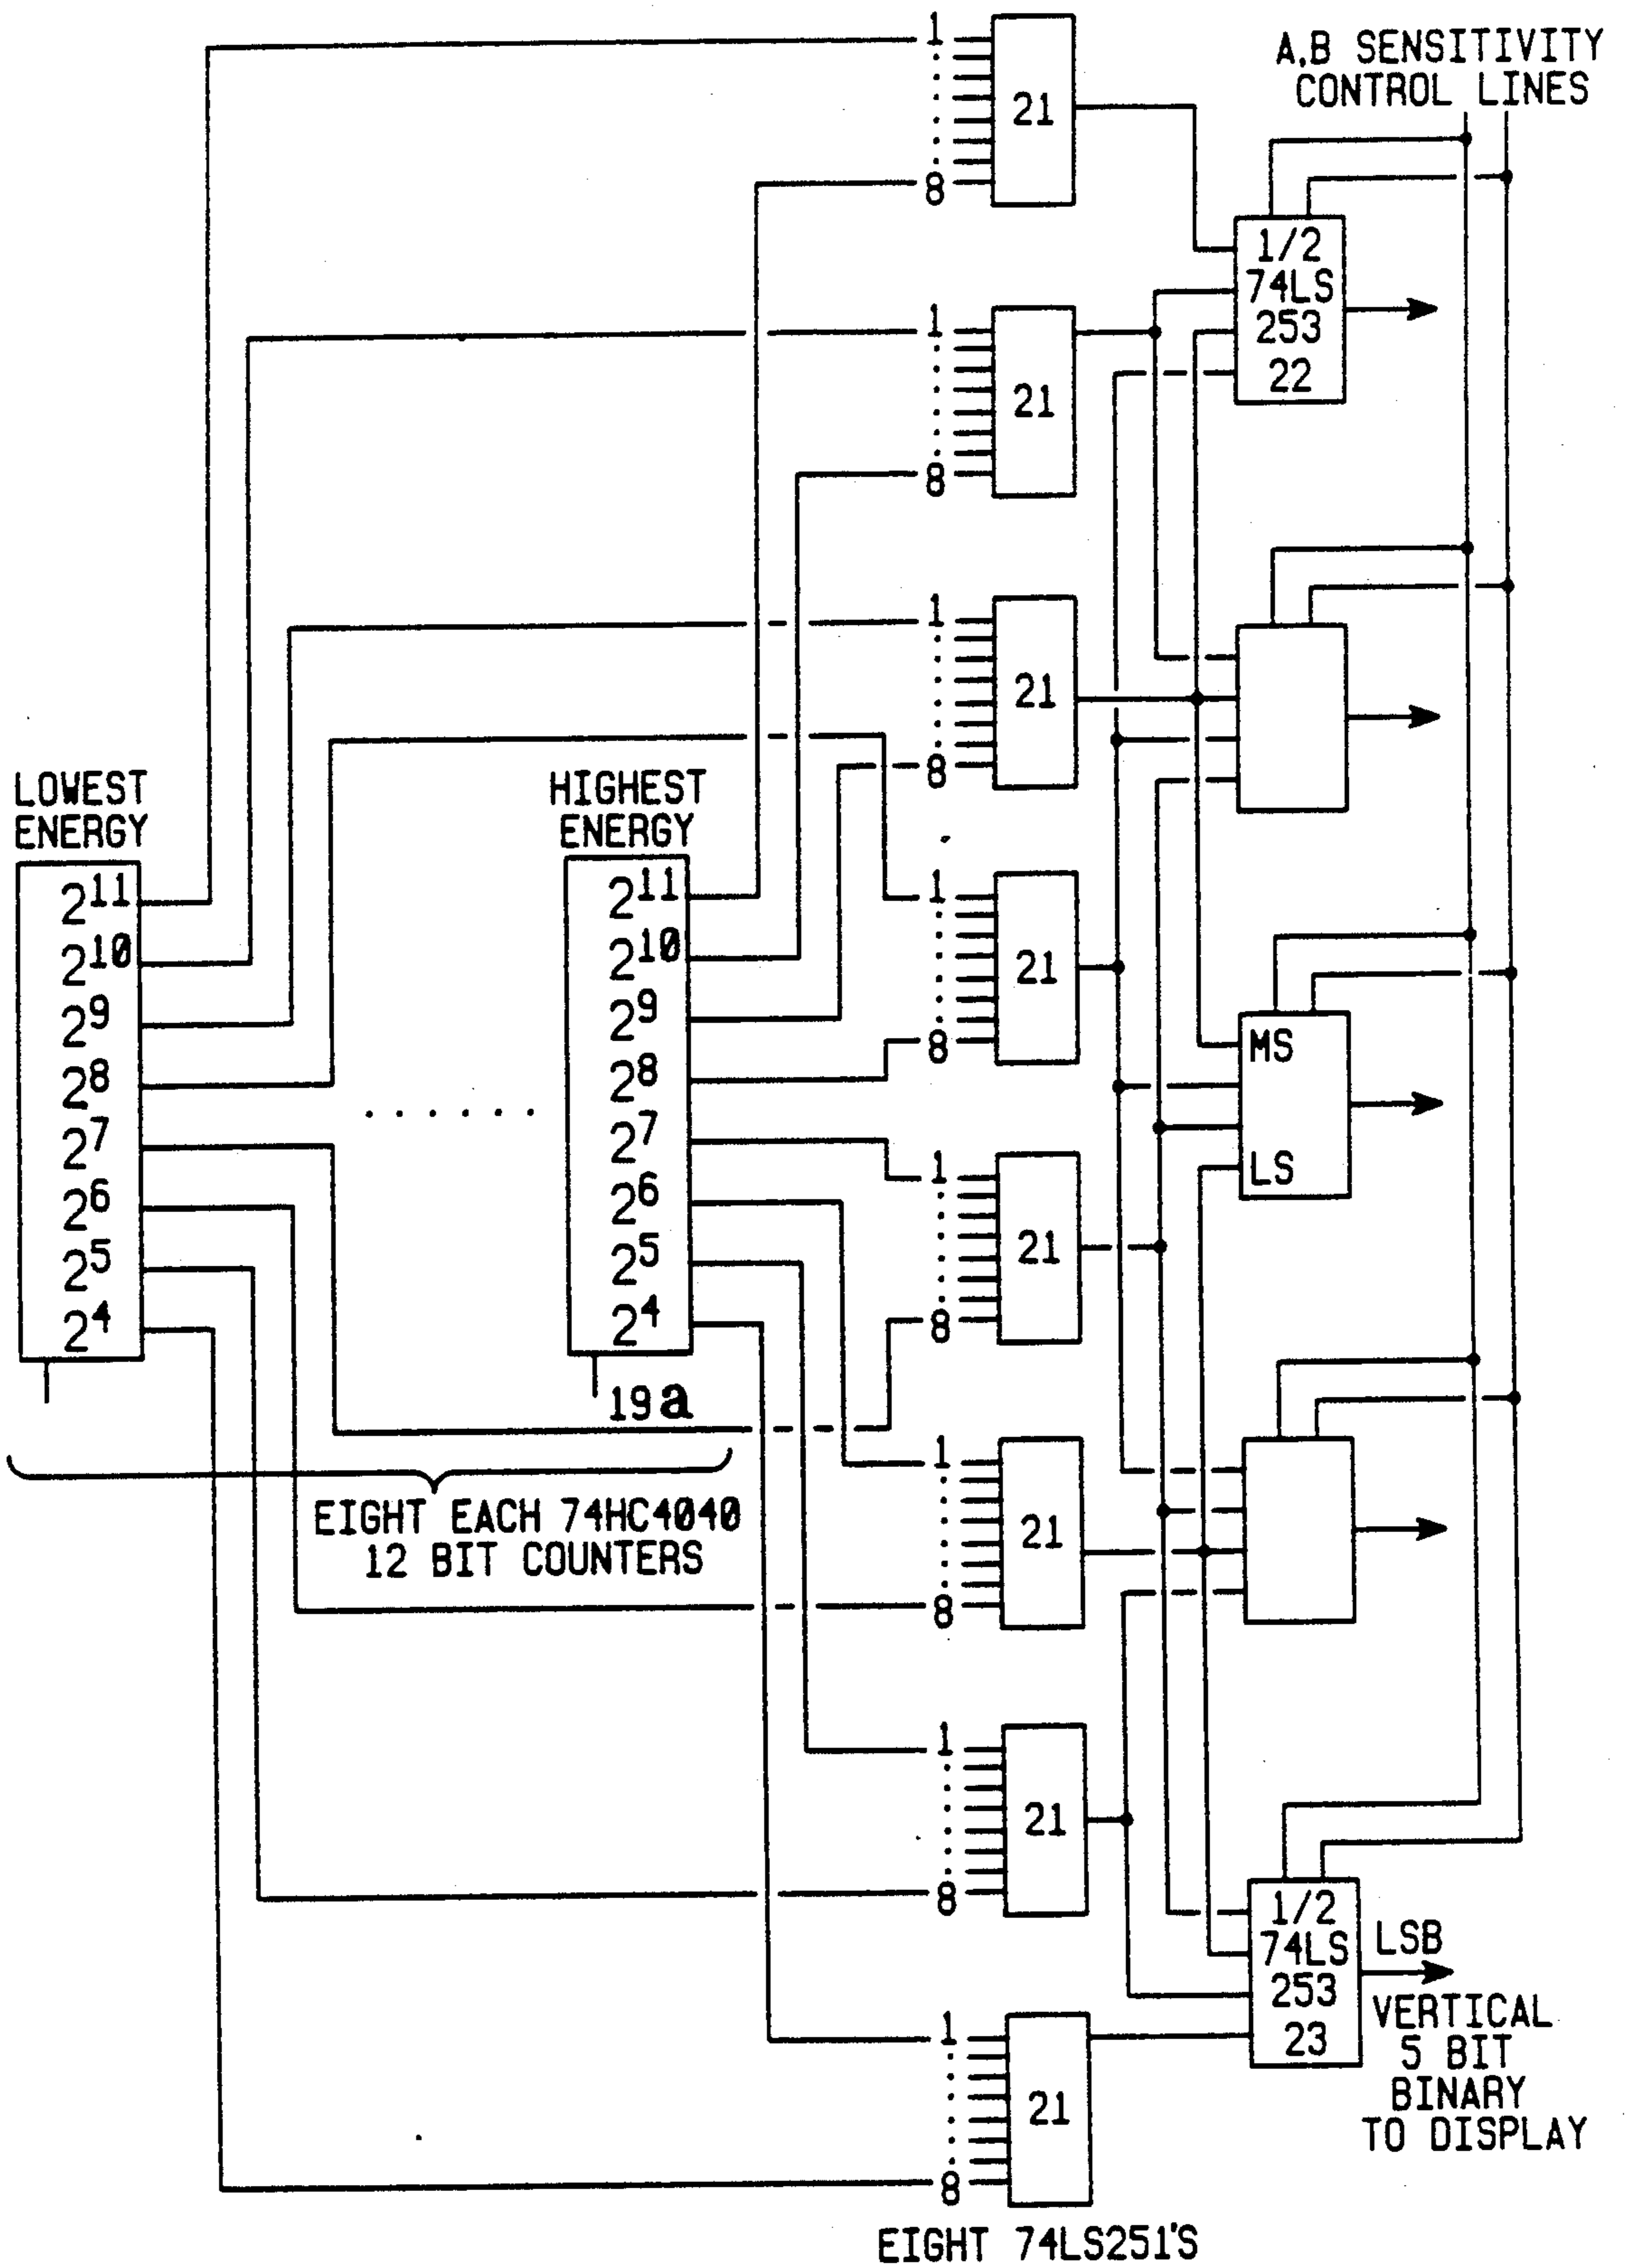 A,B SENSITIVITY
CONTROL LINES
1
8
21
1/2
74LS
253
22
1
8
21
1
8
21
LOWEST
ENERGY
2^11
2^10
2^9
2^8
2^7
2^6
2^5
2^4
HIGHEST
ENERGY
2^11
2^10
2^9
2^8
2^7
2^6
2^5
2^4
19a
1
8
21
MS
LS
1
8
21
EIGHT EACH 74HC4040
12 BIT COUNTERS
1
8
21
1
8
21
1/2
74LS
253
23
LSB
VERTICAL
5 BIT
BINARY
TO DISPLAY
1
8
21
EIGHT 74LS251'S